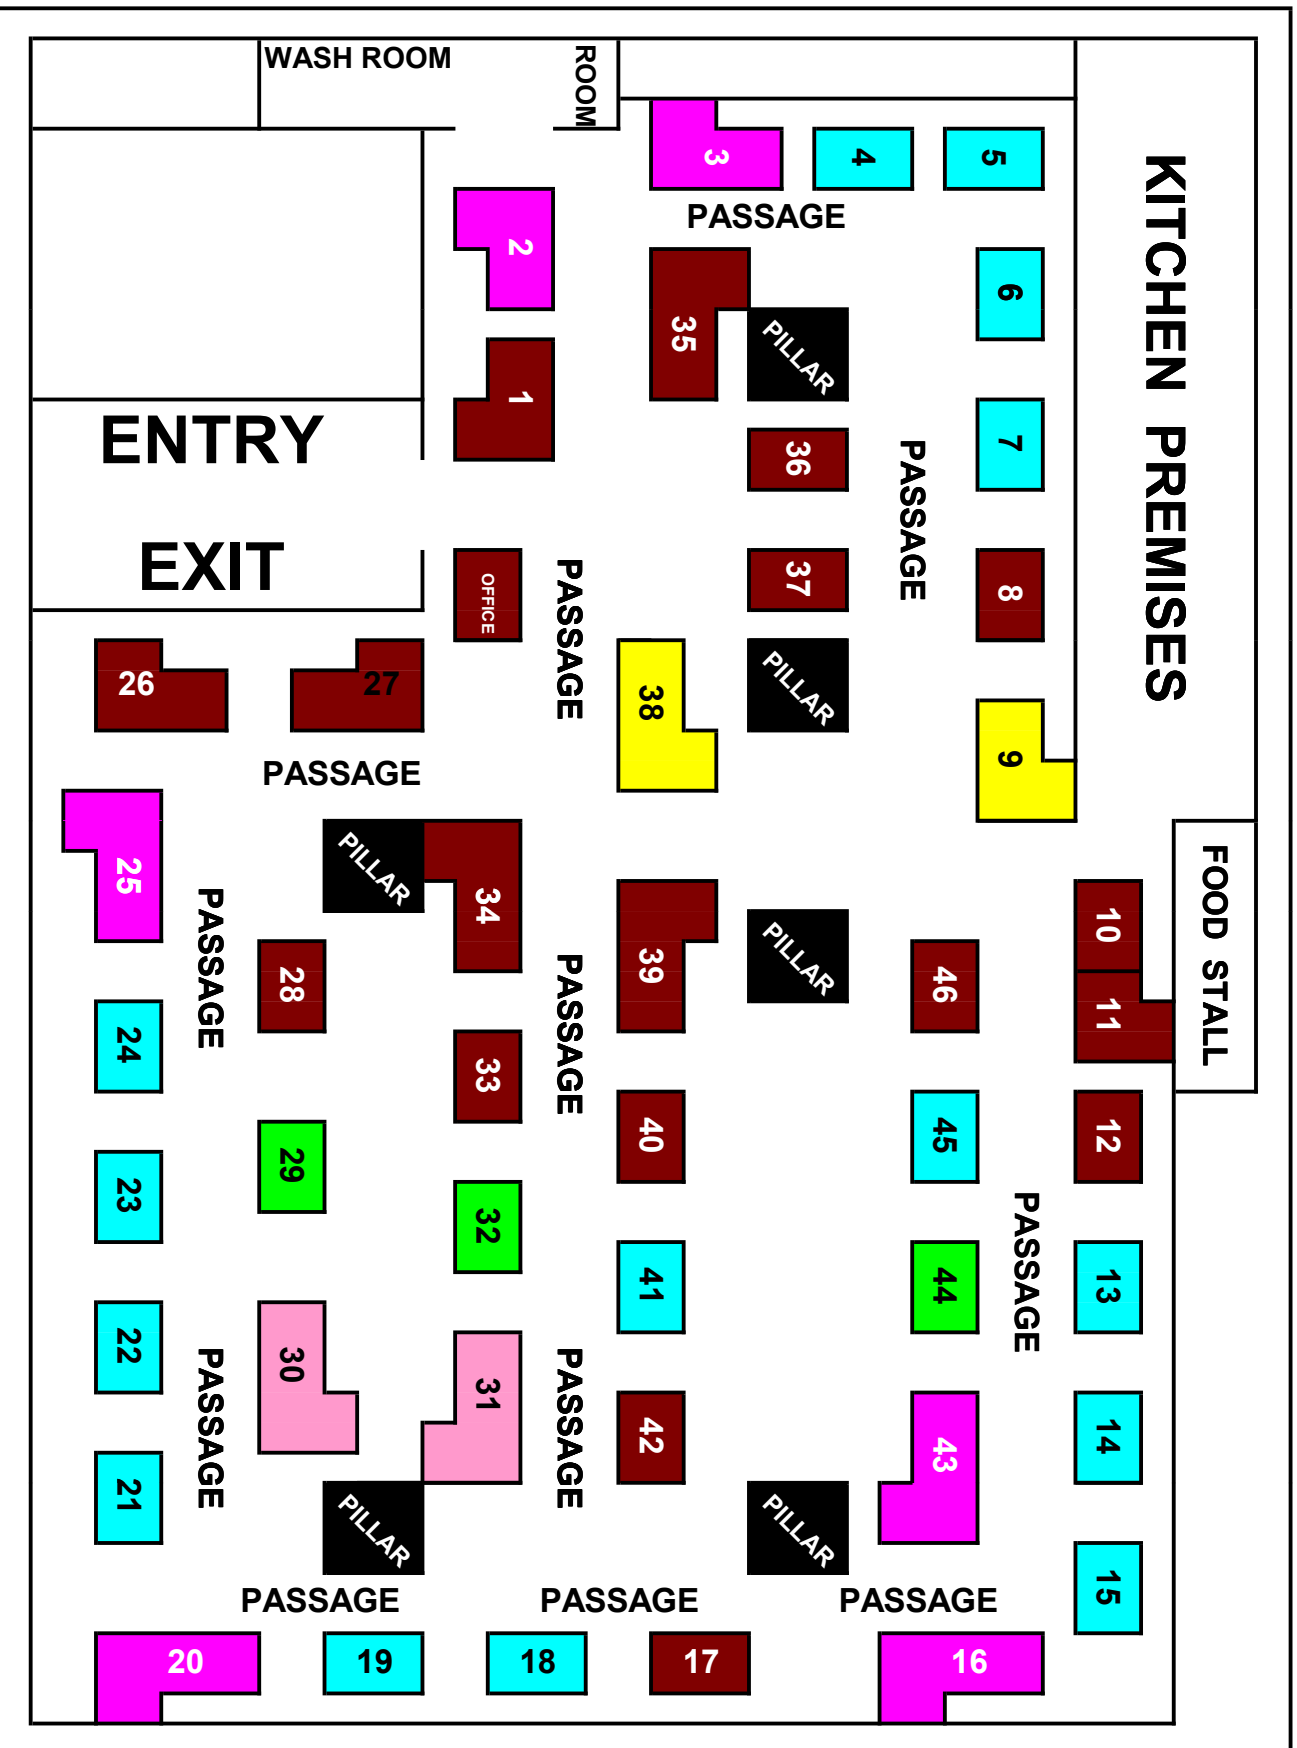 WASH ROOM
ROOM
3
4
5
PASSAGE
2
6
35
PILLAR
1
ENTRY
36
7
PASSAGE
KITCHEN PREMISES
EXIT
OFFICE
PASSAGE
37
8
26
27
38
PILLAR
9
PASSAGE
25
PILLAR
34
PASSAGE
39
PILLAR
10
FOOD STALL
28
PASSAGE
46
11
24
33
40
45
12
29
23
32
PASSAGE
41
44
13
22
30
31
PASSAGE
PASSAGE
42
43
14
21
PILLAR
PILLAR
15
PASSAGE
PASSAGE
PASSAGE
20
19
18
17
16